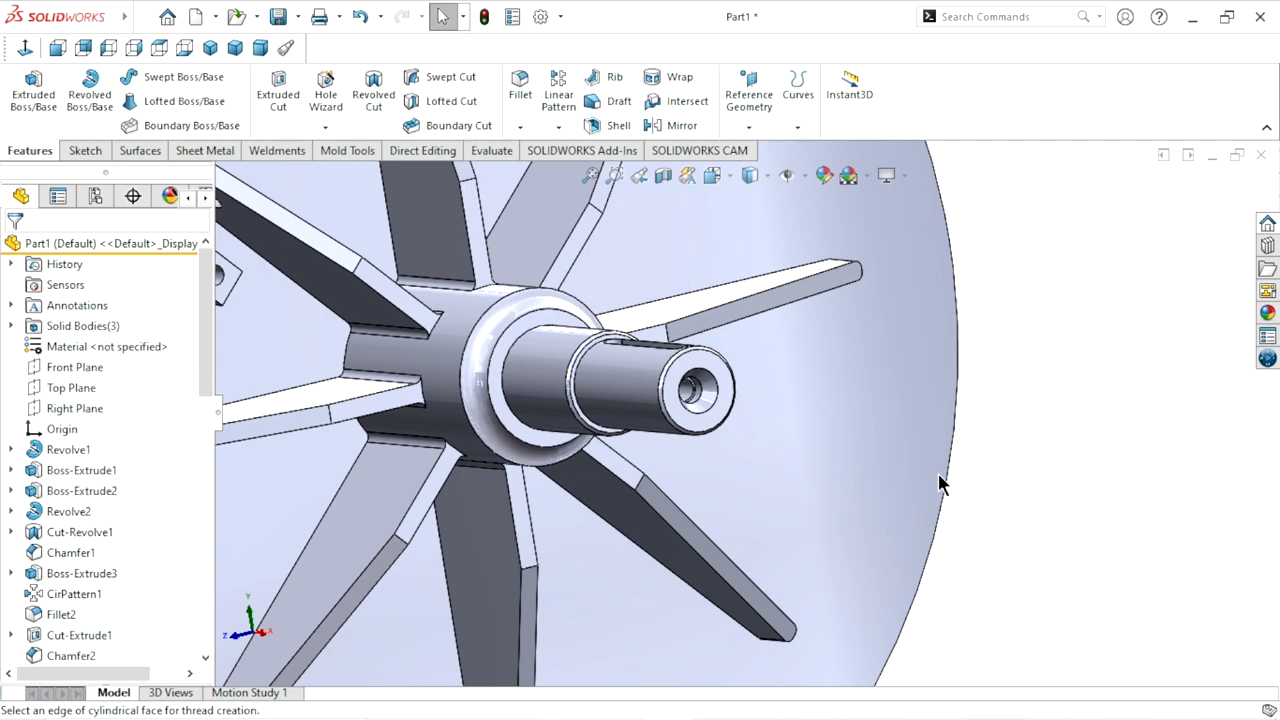 SOLIDWORKS
Part1 *
Search Commands
Extruded Boss/Base
Revolved Boss/Base
Swept Boss/Base
Lofted Boss/Base
Boundary Boss/Base
Extruded Cut
Hole Wizard
Revolved Cut
Swept Cut
Lofted Cut
Boundary Cut
Fillet
Linear Pattern
Rib
Draft
Shell
Wrap
Intersect
Mirror
Reference Geometry
Curves
Instant3D
Features
Sketch
Surfaces
Sheet Metal
Weldments
Mold Tools
Direct Editing
Evaluate
SOLIDWORKS Add-Ins
SOLIDWORKS CAM
Part1 (Default) <<Default>_Display
History
Sensors
Annotations
Solid Bodies(3)
Material <not specified>
Front Plane
Top Plane
Right Plane
Origin
Revolve1
Boss-Extrude1
Boss-Extrude2
Revolve2
Cut-Revolve1
Chamfer1
Boss-Extrude3
CirPattern1
Fillet2
Cut-Extrude1
Chamfer2
Y
Z
X
Model
3D Views
Motion Study 1
Select an edge of cylindrical face for thread creation.